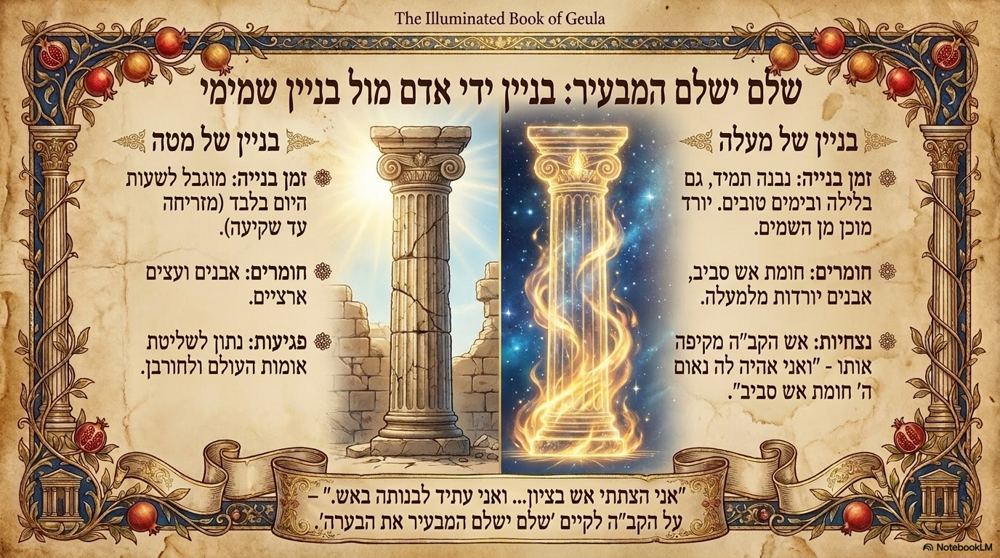 The Illuminated Book of Geula
שלם ישלם המבעיר: בניין ידי אדם מול בניין שמימי
בניין של מעלה
זמן בנייה: נבנה תמיד, גם
בלילה ובימים טובים. יורד
מוכן מן השמים.
חומרים: חומת אש סביב,
אבנים יורדות מלמעלה.
נצחיות: אש הקב"ה מקיפה
אותו - "ואני אהיה לה נאום
ה' חומת אש סביב".
בניין של מטה
זמן בנייה: מוגבל לשעות
היום בלבד (מזריחה
עד שקיעה).
חומרים: אבנים ועצים
ארציים.
פגיעות: נתון לשליטת
אומות העולם ולחורבן.
"אני הצתתי אש בציון... ואני עתיד לבנותה באש." –
על הקב"ה לקיים 'שלם ישלם המבעיר את הבערה'.
NotebookLM